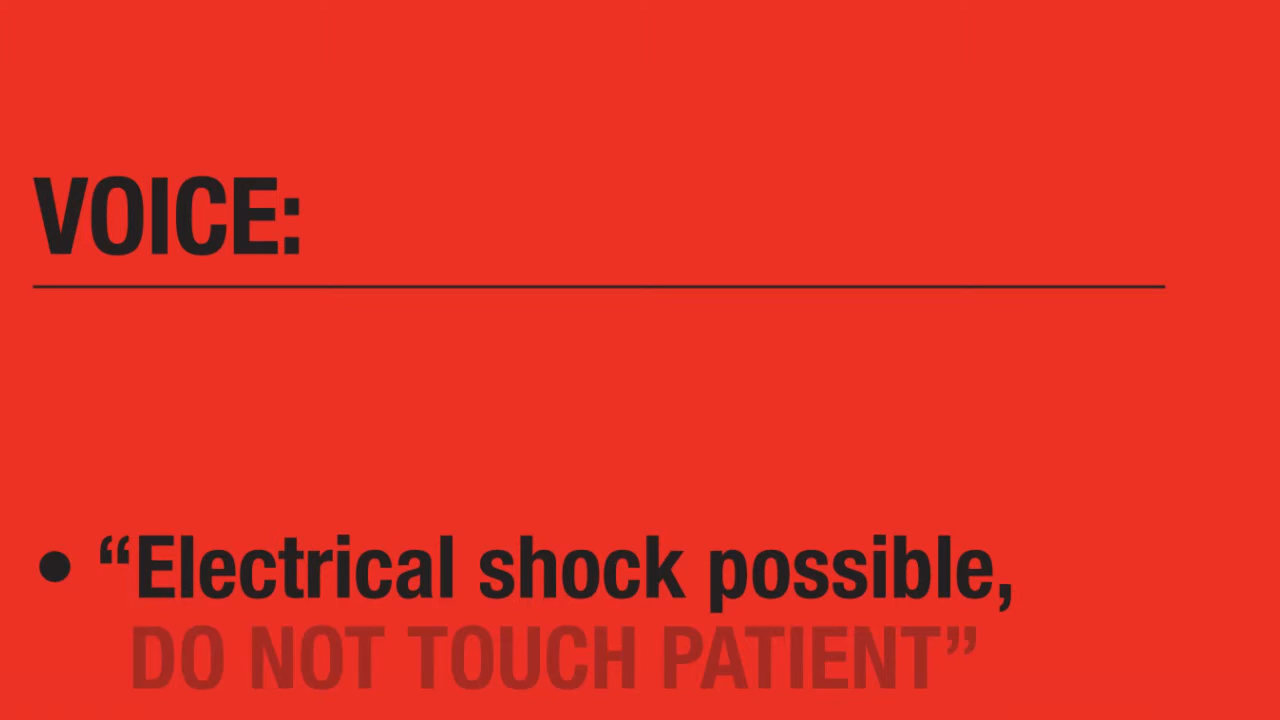 VOICE:
• “Electrical shock possible,
DO NOT TOUCH PATIENT”